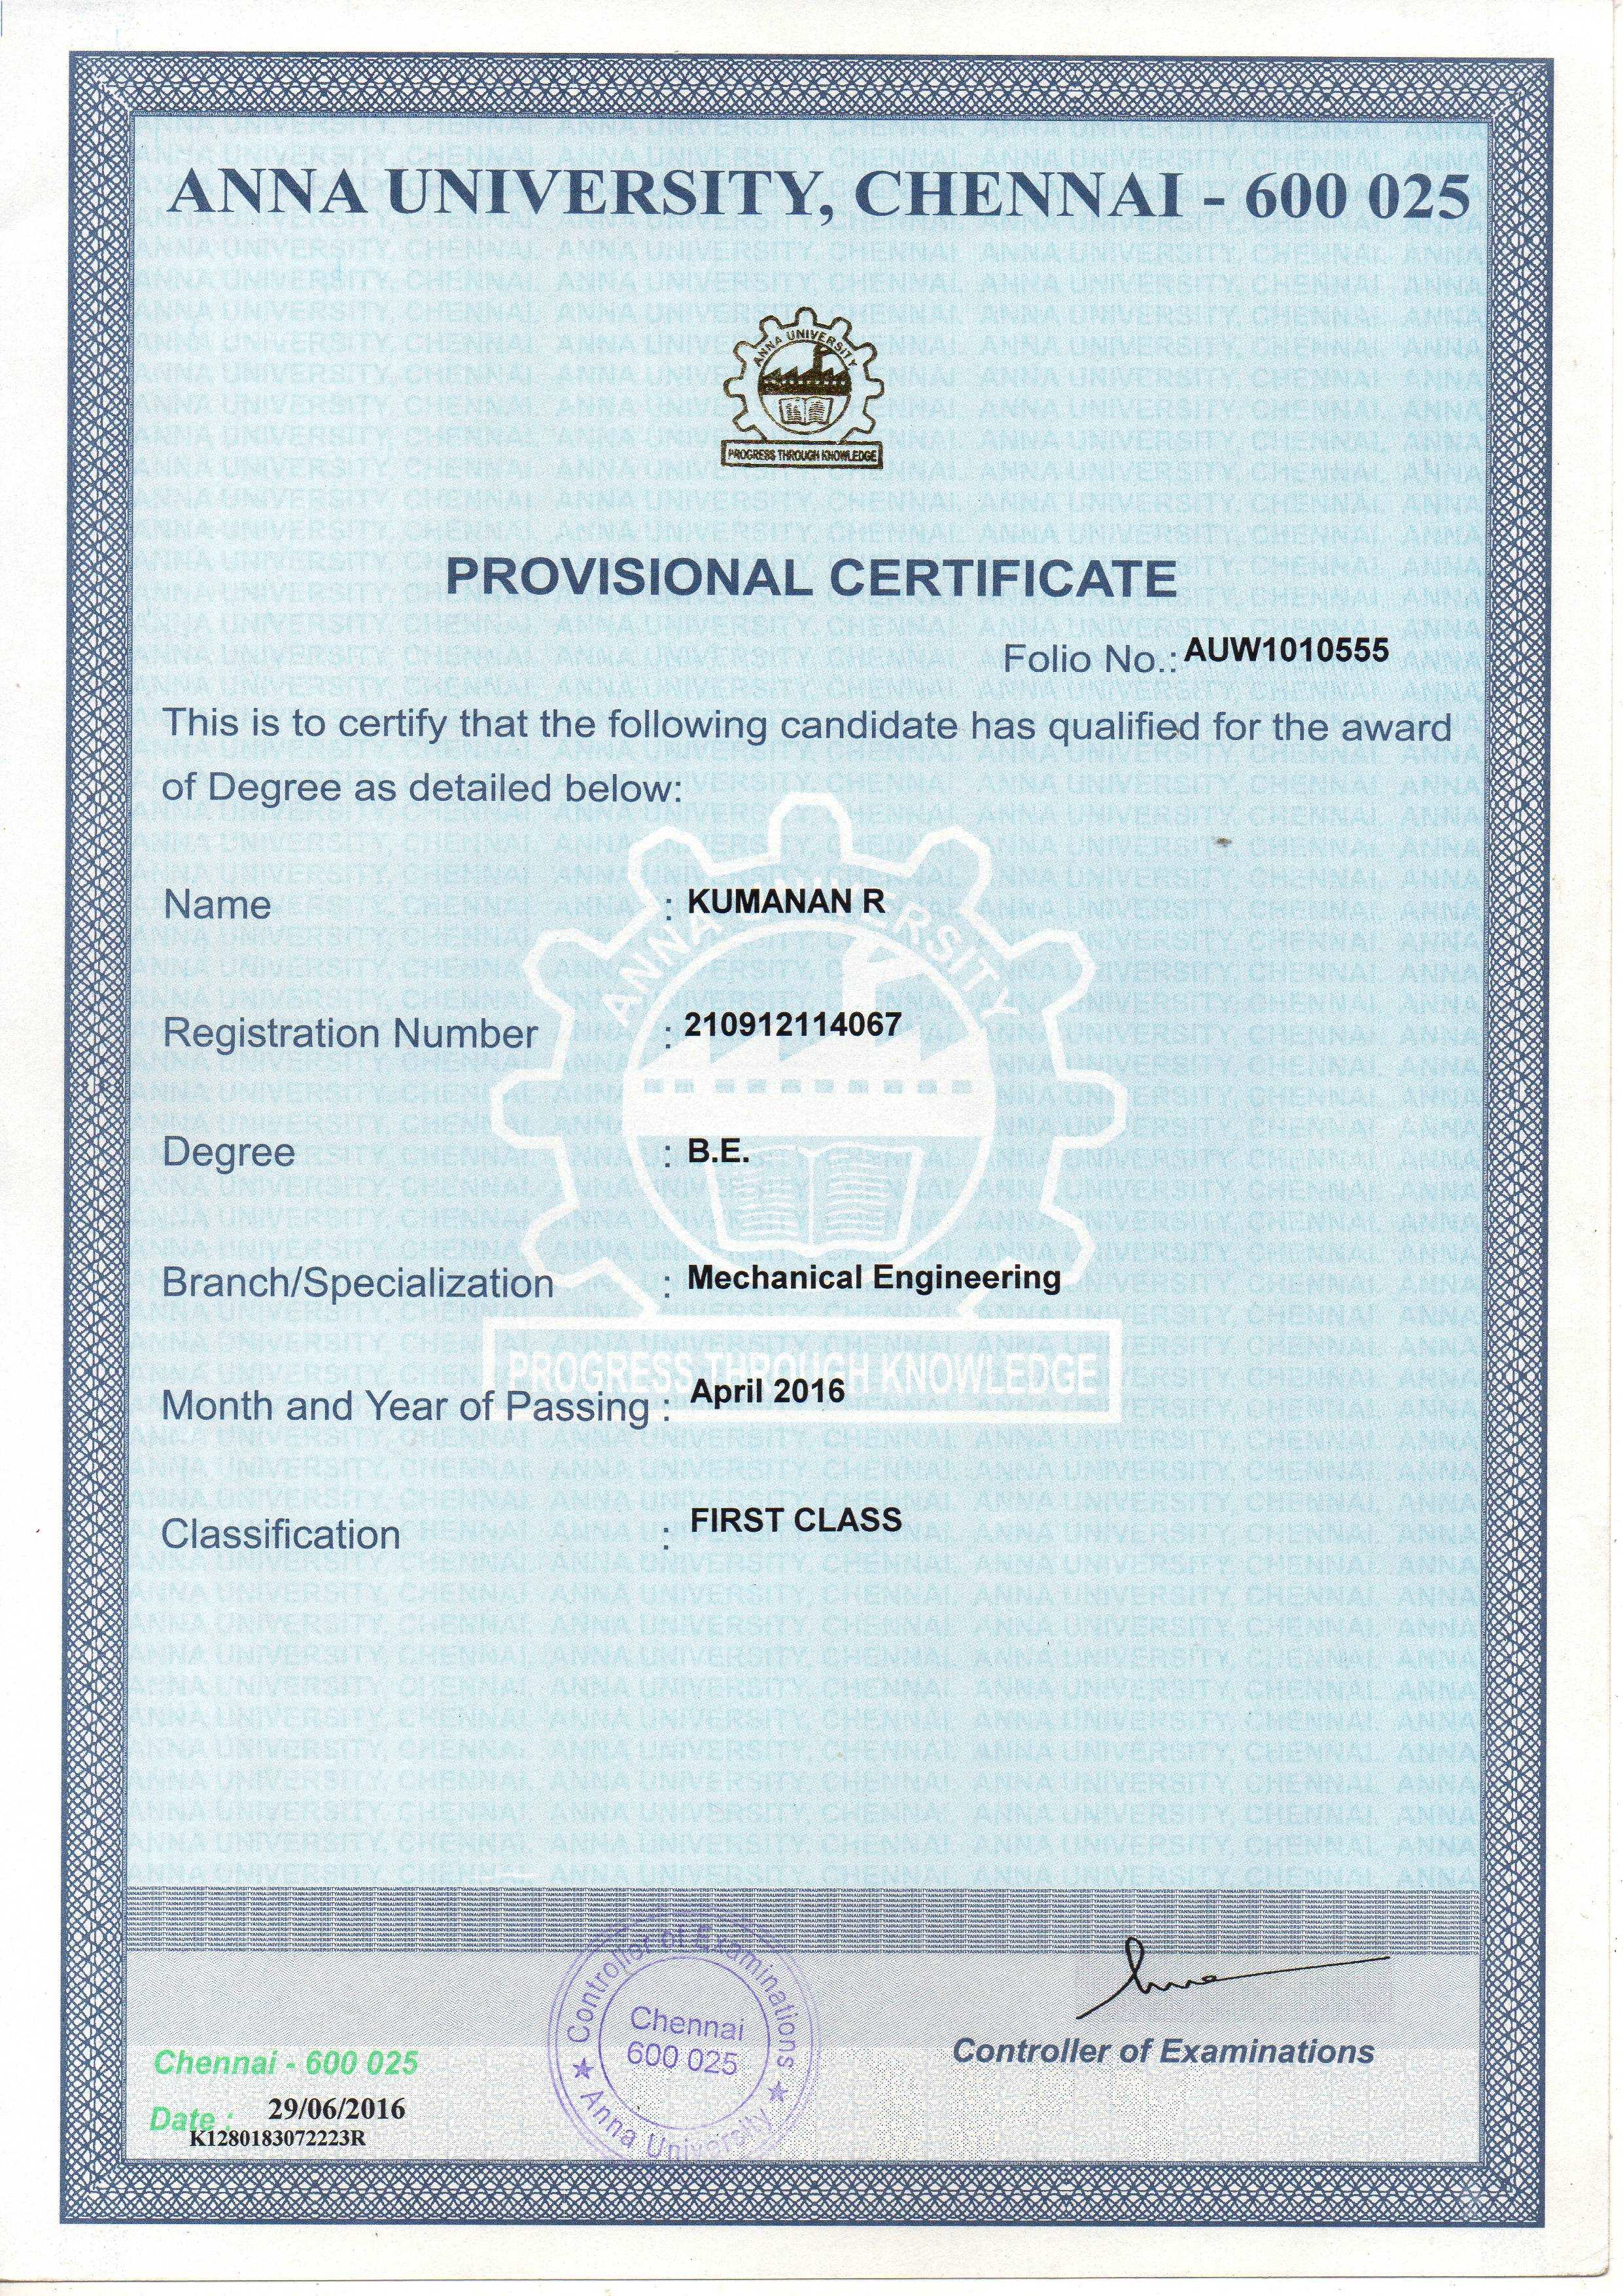 ANNA UNIVERSITY, CHENNAI - 600 025
ANNA UNIVERSITY
PROGRESS THROUGH KNOWLEDGE
PROVISIONAL CERTIFICATE
Folio No.: AUW1010555
This is to certify that the following candidate has qualified for the award
of Degree as detailed below:
Name : KUMANAN R
Registration Number : 210912114067
Degree : B.E.
Branch/Specialization : Mechanical Engineering
PROGRESS THROUGH KNOWLEDGE
Month and Year of Passing : April 2016
Classification : FIRST CLASS
Controller of Examinations
Chennai
600 025
Anna University
Controller of Examinations
Chennai - 600 025
Date : 29/06/2016
K1280183072223R